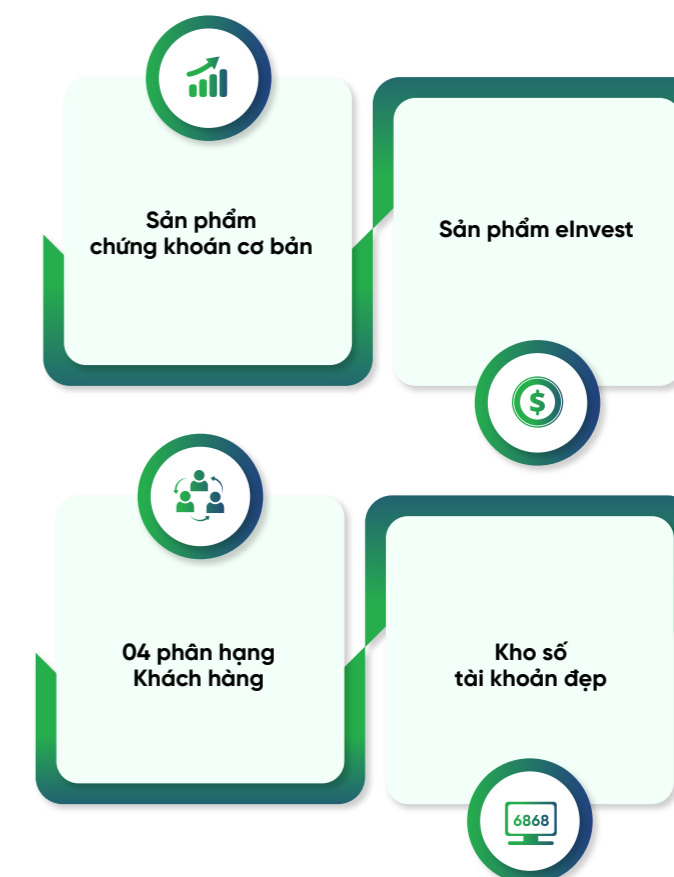 Sản phẩm
chứng khoán cơ bản
Sản phẩm eInvest
$
04 phân hạng
Khách hàng
Kho số
tài khoản đẹp
6868